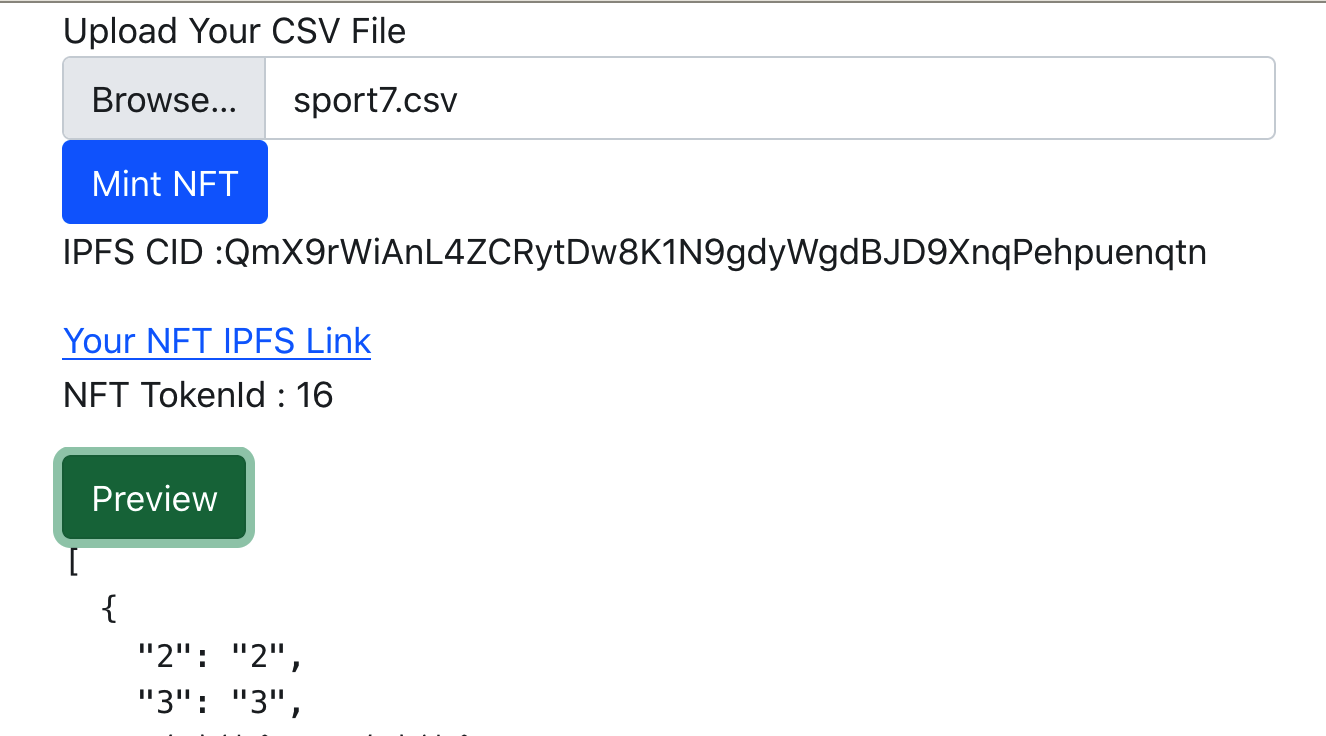 Upload Your CSV File
Browse... sport7.csv
Mint NFT
IPFS CID :QmX9rWiAnL4ZCRytDw8K1N9gdyWgdBJD9XnqPehpuenqtn
Your NFT IPFS Link
NFT TokenId : 16
Preview
[
{
"2": "2",
"3": "3",